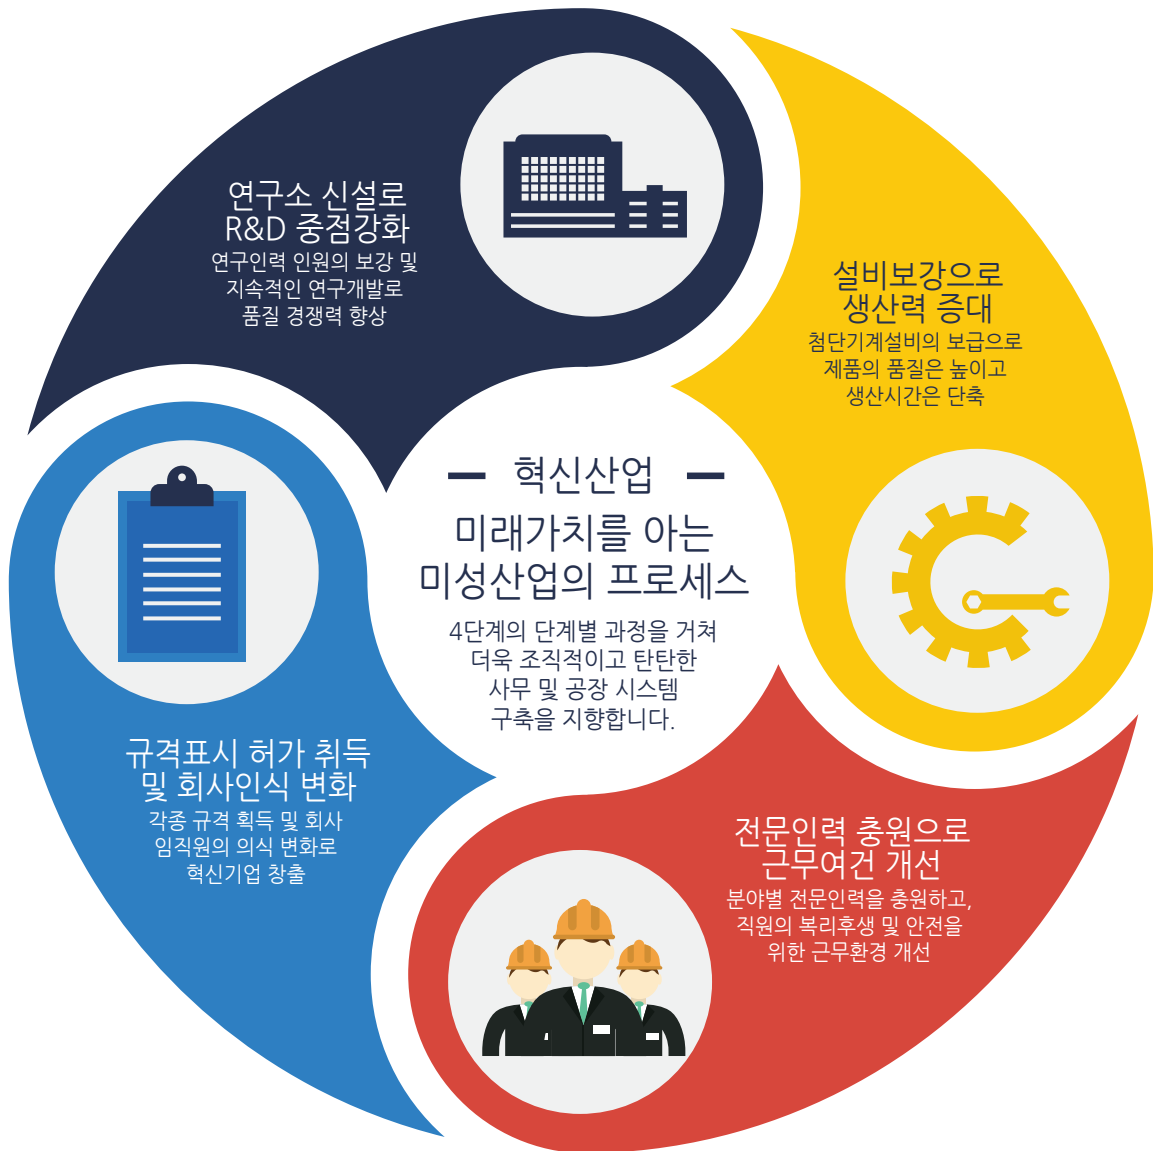 연구소 신설로
R&D 중점강화
연구인력 인원의 보강 및
지속적인 연구개발로
품질 경쟁력 향상
설비보강으로
생산력 증대
첨단기계설비의 보급으로
제품의 품질은 높이고
생산시간은 단축
혁신산업
미래가치를 아는
미성산업의 프로세스
4단계의 단계별 과정을 거쳐
더욱 조직적이고 탄탄한
사무 및 공장 시스템
구축을 지향합니다.
규격표시 허가 취득
및 회사인식 변화
각종 규격 획득 및 회사
임직원의 의식 변화로
혁신기업 창출
전문인력 충원으로
근무여건 개선
분야별 전문인력을 충원하고,
직원의 복리후생 및 안전을
위한 근무환경 개선